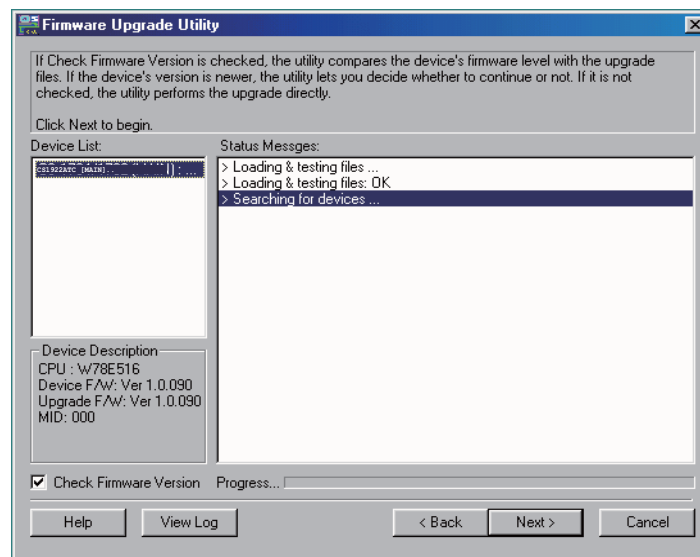 Firmware Upgrade Utility
If Check Firmware Version is checked, the utility compares the device's firmware level with the upgrade
files. If the device's version is newer, the utility lets you decide whether to continue or not. If it is not
checked, the utility performs the upgrade directly.
Click Next to begin.
Device List:
CS1922ATC [MAIN]..
Status Messges:
> Loading & testing files ...
> Loading & testing files: OK
> Searching for devices ...
Device Description
CPU : W78E516
Device F/W: Ver 1.0.090
Upgrade F/W: Ver 1.0.090
MID: 000
Check Firmware Version
Progress...
Help
View Log
< Back
Next >
Cancel